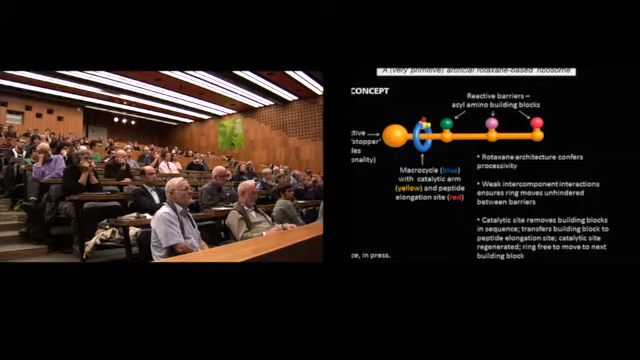 A (very primitive) artificial rotaxane-based ribosome
CONCEPT
Reactive barriers –
acyl amino building blocks
ctive
'stopper'
les
onality)
Macrocycle (blue)
with catalytic arm
(yellow) and peptide
elongation site (red)
• Rotaxane architecture confers
processivity
• Weak intercomponent interactions
ensures ring moves unhindered
between barriers
• Catalytic site removes building blocks
in sequence; transfers building block to
peptide elongation site; catalytic site
regenerated; ring free to move to next
building block
ce, in press.